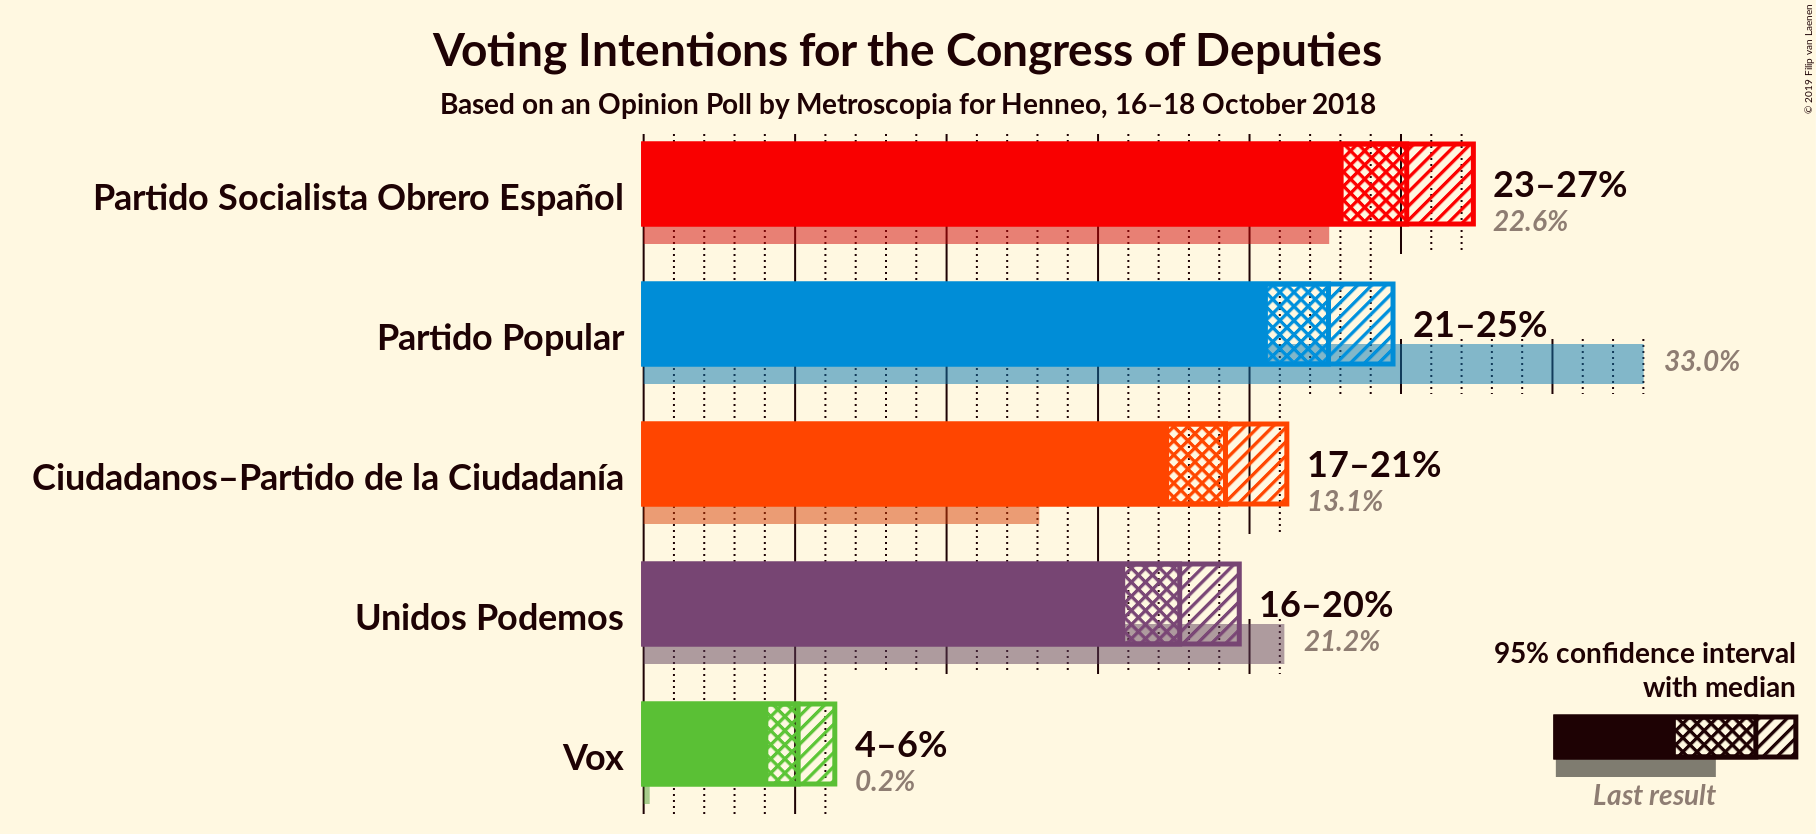 Voting Intentions for the Congress of Deputies
Based on an Opinion Poll by Metroscopia for Henneo, 16–18 October 2018
© 2019 Filip van Laenen
Partido Socialista Obrero Español
23–27%
22.6%
Partido Popular
21–25%
33.0%
Ciudadanos–Partido de la Ciudadanía
17–21%
13.1%
Unidos Podemos
16–20%
21.2%
Vox
4–6%
0.2%
95% confidence interval
with median
Last result